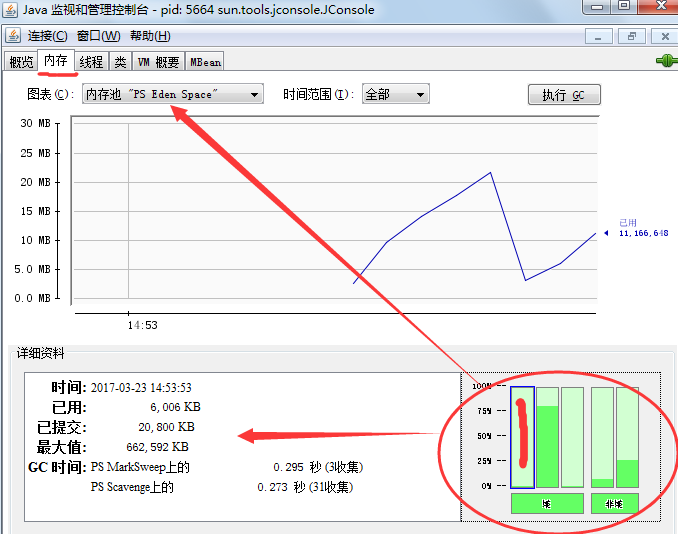 Java 监视和管理控制台 - pid: 5664 sun.tools.jconsole.JConsole
连接(C) 窗口(W) 帮助(H)
概览 内存 线程 类 VM 概要 MBean
图表(C): 内存池 "PS Eden Space" 时间范围(I): 全部 执行 GC
30 MB
25 MB
20 MB
15 MB
10 MB
5.0 MB
0.0 MB
已用
11,166,648
14:53
详细资料
时间: 2017-03-23 14:53:53
已用: 6,006 KB
已提交: 20,800 KB
最大值: 662,592 KB
GC 时间: PS MarkSweep上的 0.295 秒 (3收集)
PS Scavenge上的 0.273 秒 (31收集)
100% --
75% --
50% --
25% --
0% --
堆 非堆